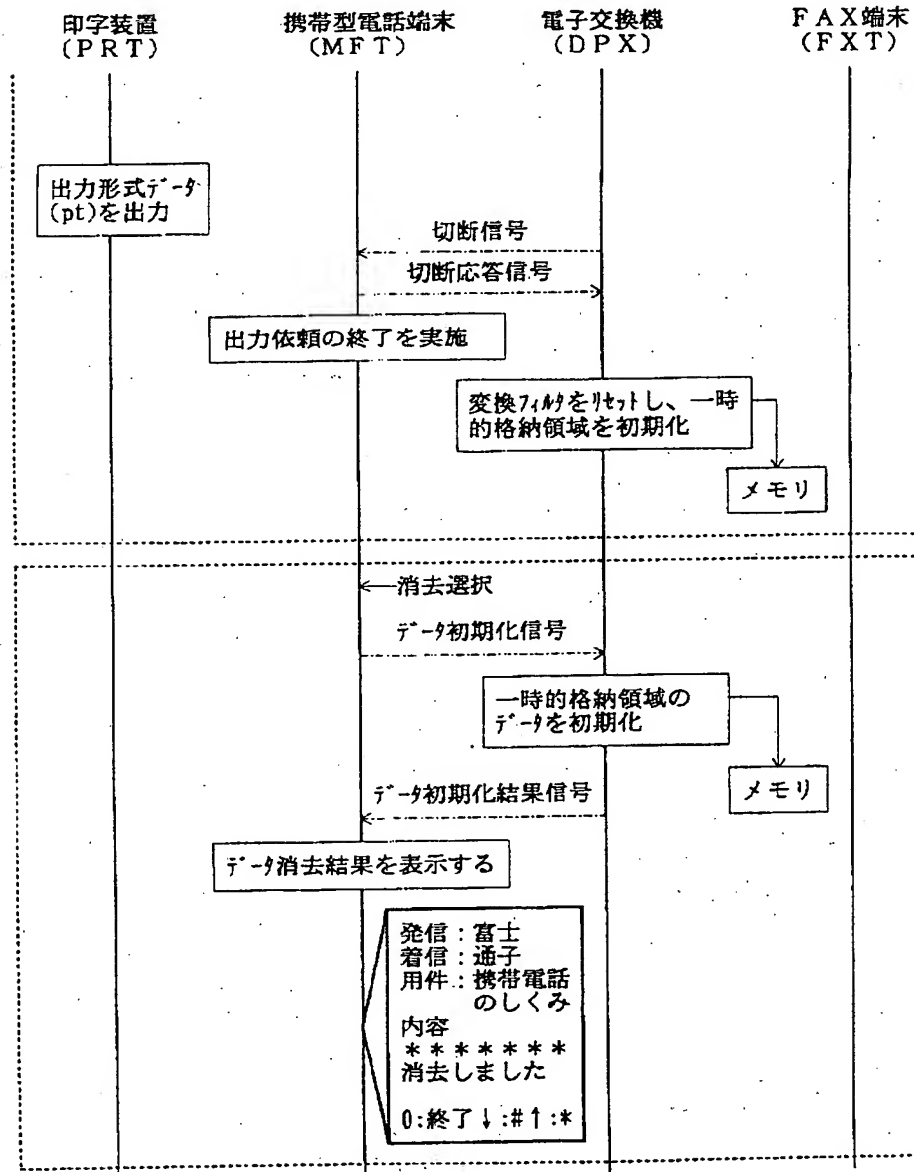 印字装置 携帯型電話端末 電子交換機 FAX端末
(PRT) (MFT) (DPX) (FXT)
出力形式データ
(pt)を出力
切断信号
切断応答信号
出力依頼の終了を実施
変換フィルタをリセットし、一時
的格納領域を初期化
メモリ
消去選択
データ初期化信号
一時的格納領域の
データを初期化
メモリ
データ初期化結果信号
データ消去結果を表示する
発信:富士
着信:通子
用件:携帯電話
のしくみ
内容
*******
消去しました
0:終了↓:#↑:*